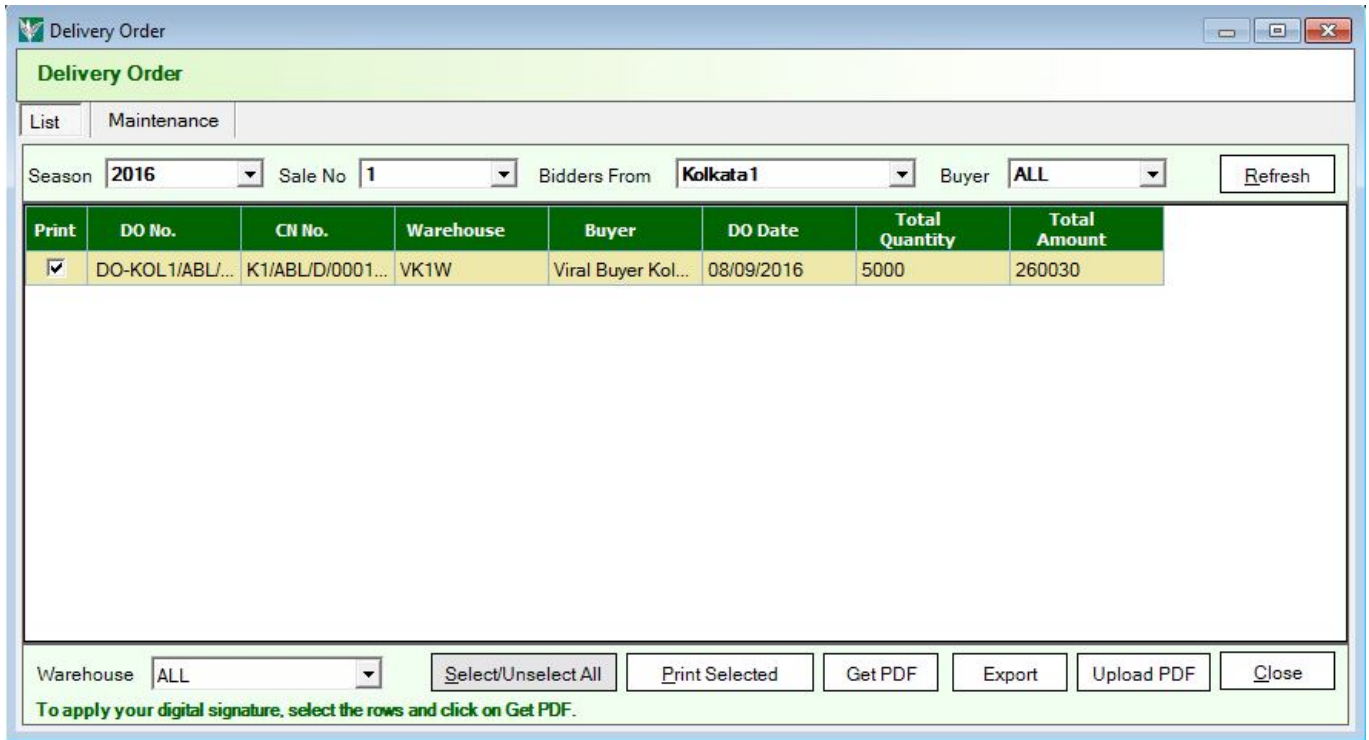 Delivery Order
Delivery Order
List Maintenance
Season 2016 Sale No 1 Bidders From Kolkata1 Buyer ALL Refresh
Print DO No. CN No. Warehouse Buyer DO Date Total Quantity Total Amount
DO-KOL1/ABL/... K1/ABL/D/0001... VK1W Viral Buyer Kol... 08/09/2016 5000 260030
Warehouse ALL Select/Unselect All Print Selected Get PDF Export Upload PDF Close
To apply your digital signature, select the rows and click on Get PDF.